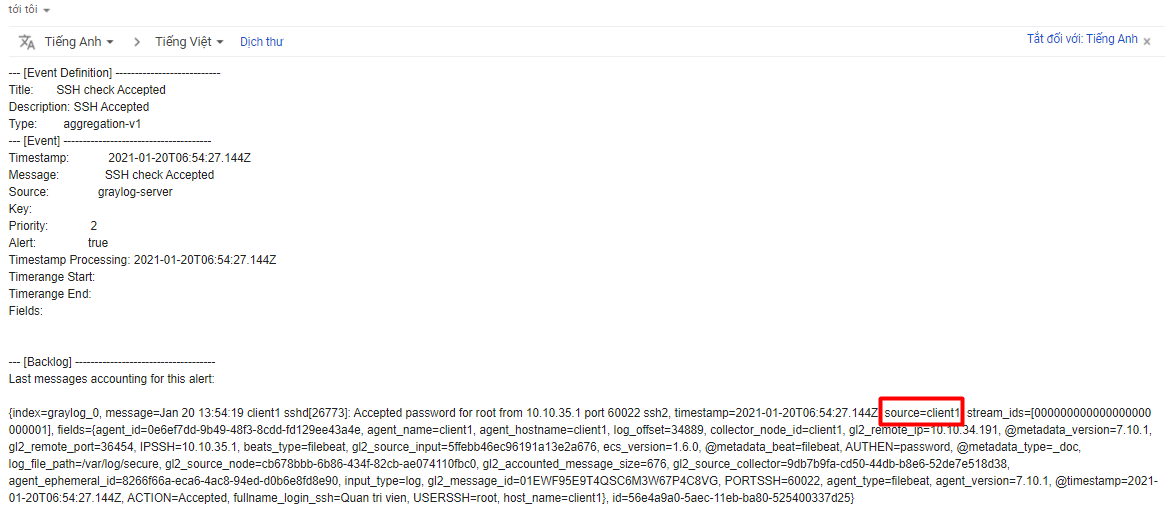 tới tôi
Tiếng Anh > Tiếng Việt Dịch thư Tắt đối với: Tiếng Anh x
--- [Event Definition] ---------------------------
Title: SSH check Accepted
Description: SSH Accepted
Type: aggregation-v1
--- [Event] --------------------------------------
Timestamp: 2021-01-20T06:54:27.144Z
Message: SSH check Accepted
Source: graylog-server
Key:
Priority: 2
Alert: true
Timestamp Processing: 2021-01-20T06:54:27.144Z
Timerange Start:
Timerange End:
Fields:
--- [Backlog] ------------------------------------
Last messages accounting for this alert:
{index=graylog_0, message=Jan 20 13:54:19 client1 sshd[26773]: Accepted password for root from 10.10.35.1 port 60022 ssh2, timestamp=2021-01-20T06:54:27.144Z, source=client1, stream_ids=[000000000000000000
000001], fields={agent_id=0e6ef7dd-9b49-48f3-8cdd-fd129ee43a4e, agent_name=client1, agent_hostname=client1, log_offset=34889, collector_node_id=client1, gl2_remote_ip=10.10.34.191, @metadata_version=7.10.1,
gl2_remote_port=36454, IPSSH=10.10.35.1, beats_type=filebeat, gl2_source_input=5ffebb46ec96191a13e2a676, ecs_version=1.6.0, @metadata_beat=filebeat, AUTHEN=password, @metadata_type=_doc,
log_file_path=/var/log/secure, gl2_source_node=cb678bbb-6b86-434f-82cb-ae074110fbc0, gl2_accounted_message_size=676, gl2_source_collector=9db7b9fa-cd50-44db-b8e6-52de7e518d38,
agent_ephemeral_id=8266f66a-eca6-4ac8-94ed-d0b6e8fd8e90, input_type=log, gl2_message_id=01EWF95E9T4QSC6M3W67P4C8VG, PORTSSH=60022, agent_type=filebeat, agent_version=7.10.1, @timestamp=2021-
01-20T06:54:27.144Z, ACTION=Accepted, fullname_login_ssh=Quan tri vien, USERSSH=root, host_name=client1}, id=56e4a9a0-5aec-11eb-ba80-525400337d25}